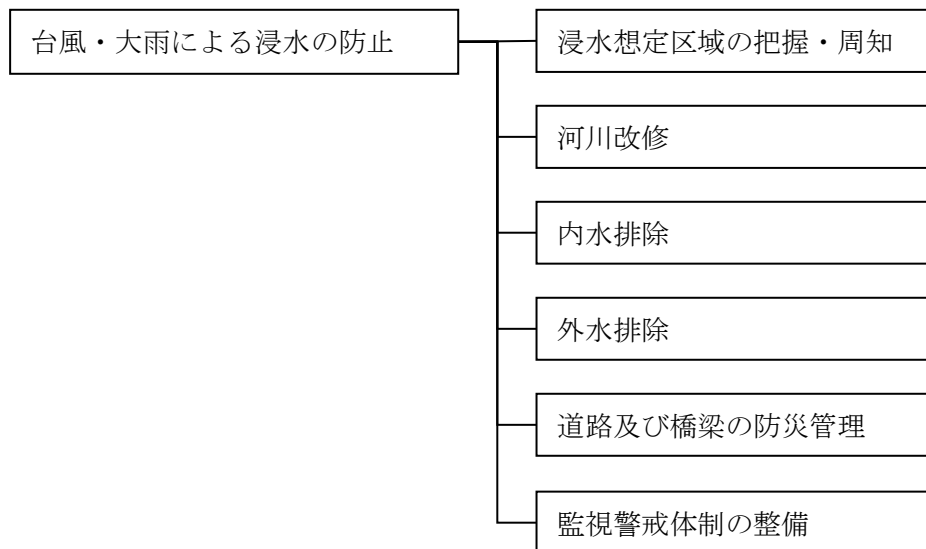 台風・大雨による浸水の防止
浸水想定区域の把握・周知
河川改修
内水排除
外水排除
道路及び橋梁の防災管理
監視警戒体制の整備